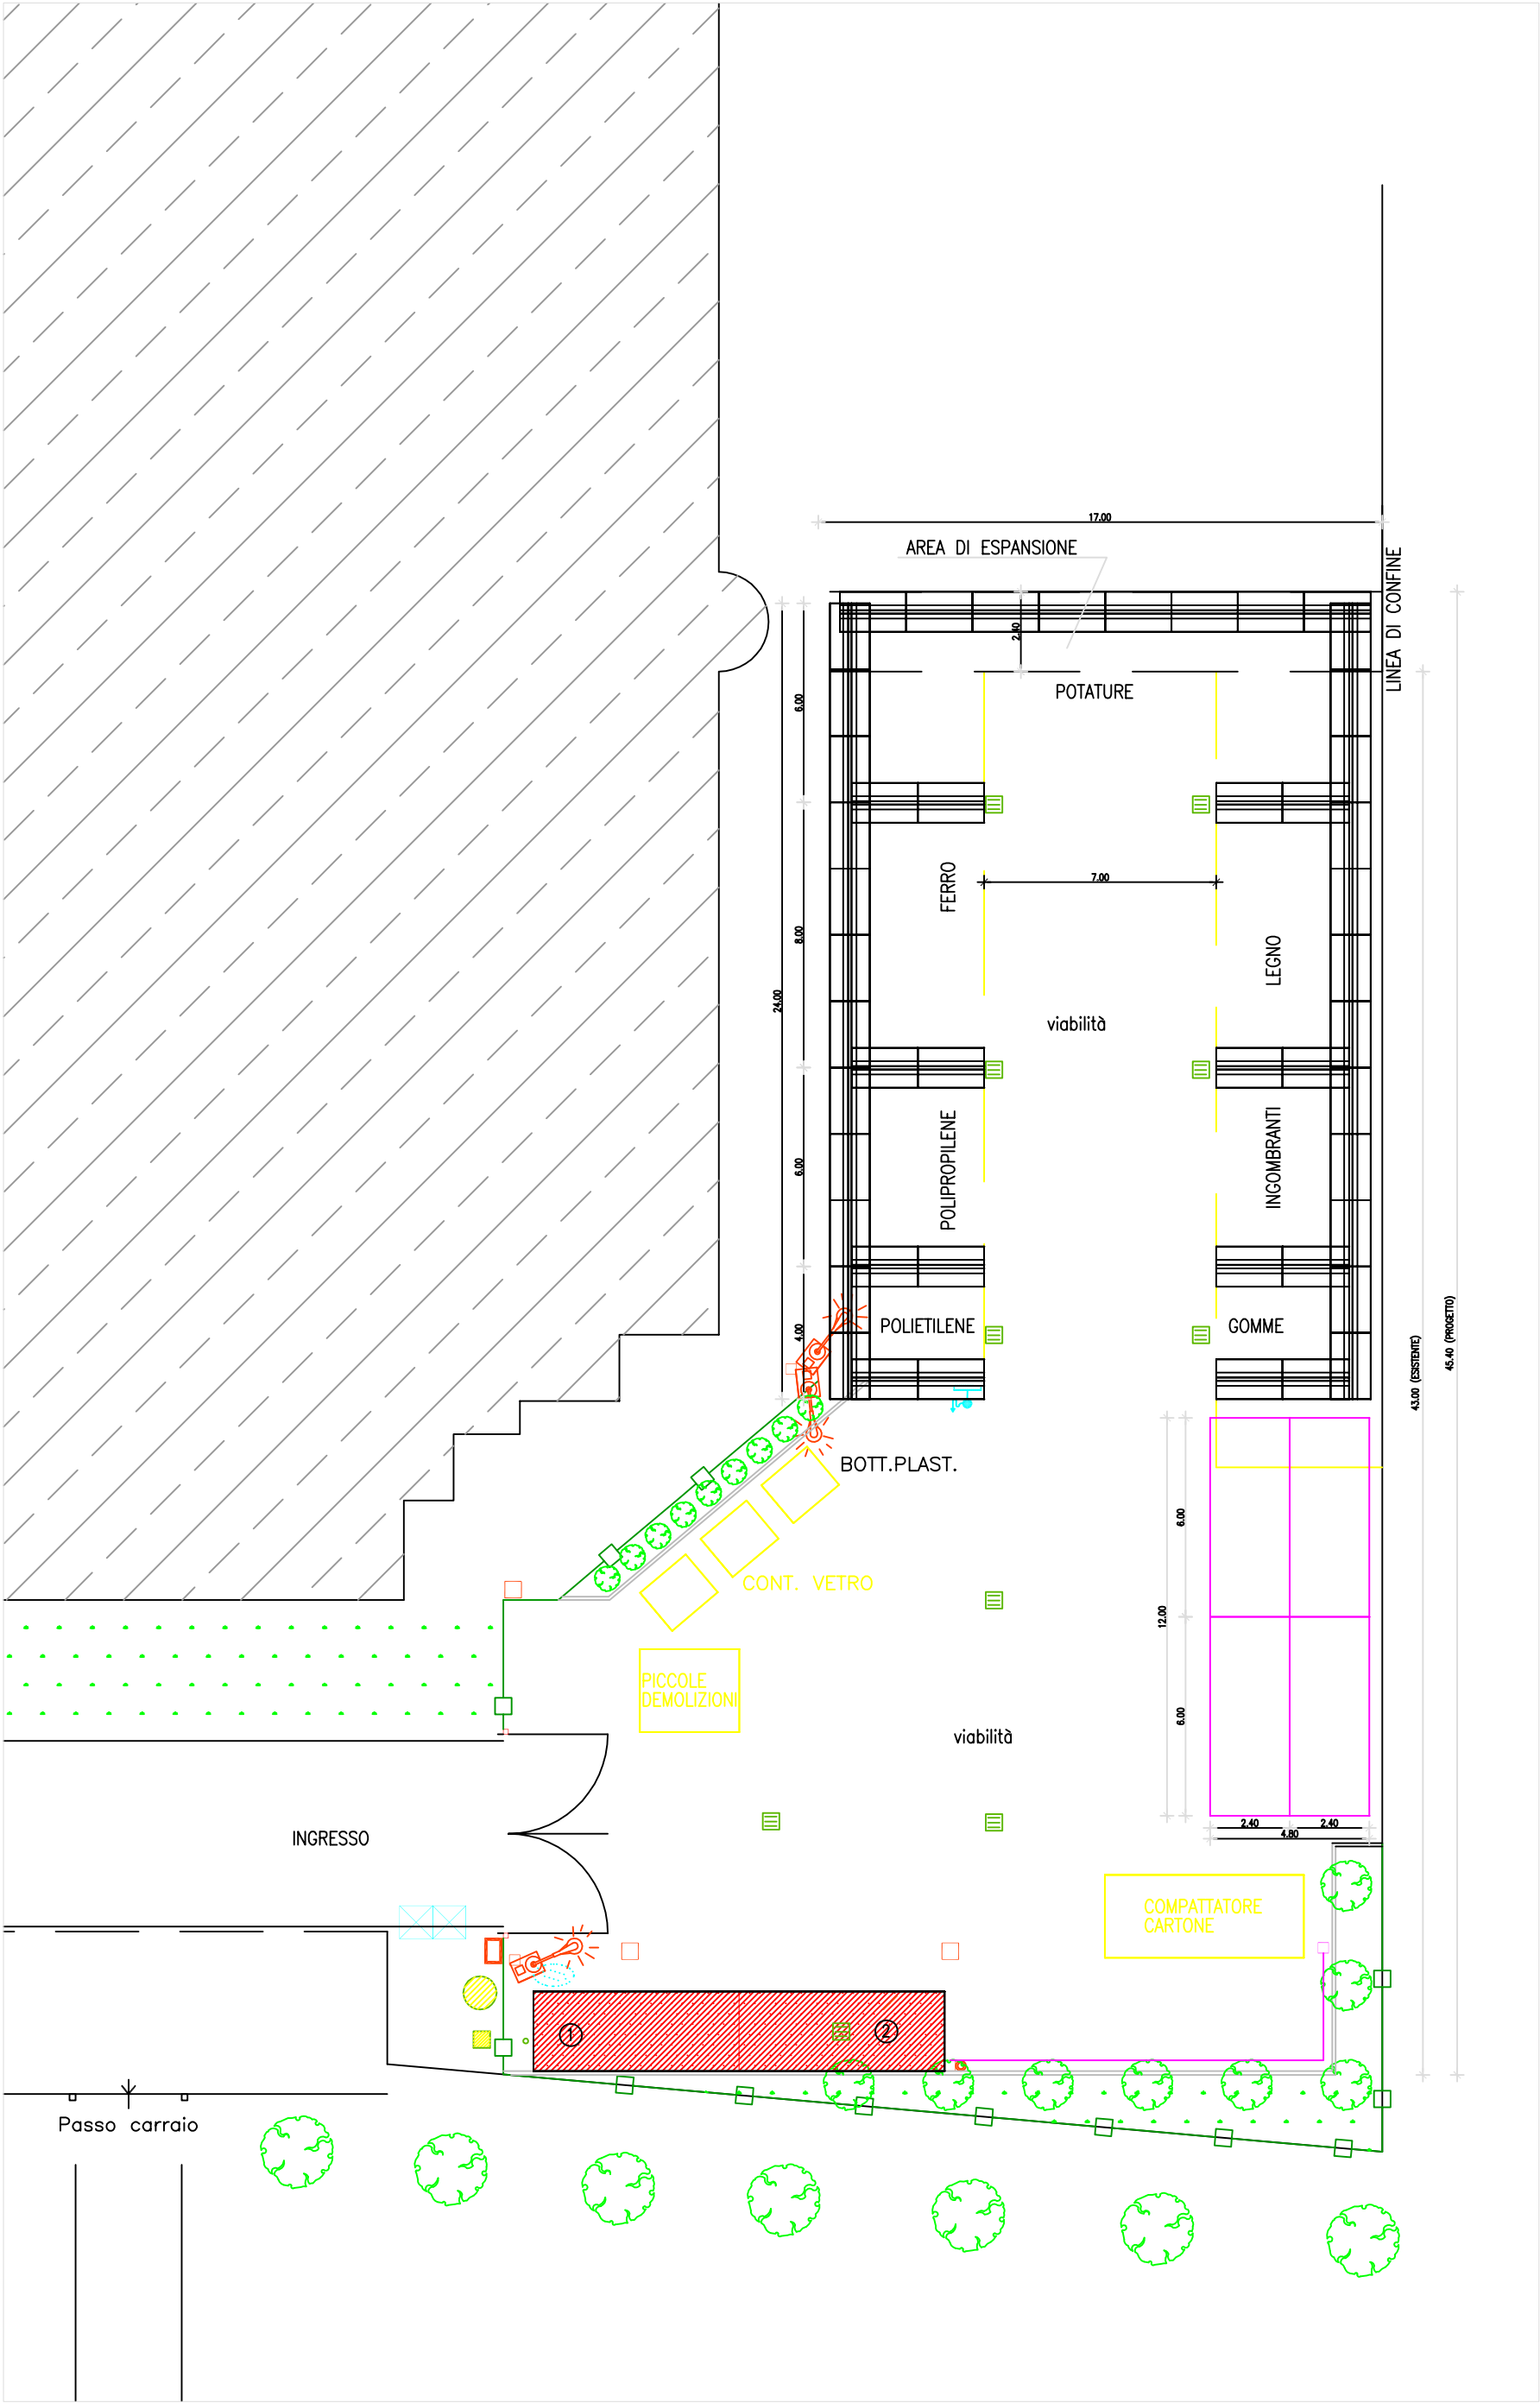 17.00
AREA DI ESPANSIONE
LINEA DI CONFINE
2.40
POTATURE
6.00
FERRO
7.00
8.00
LEGNO
24.00
viabilità
POLIPROPILENE
INGOMBRANTI
6.00
POLIETILENE
GOMME
4.00
45.40 (PROGETTO)
43.00 (ESISTENTE)
BOTT.PLAST.
6.00
CONT. VETRO
12.00
PICCOLE
DEMOLIZIONI
6.00
viabilità
2.40
2.40
4.80
INGRESSO
COMPATTATORE
CARTONE
1
2
Passo carraio